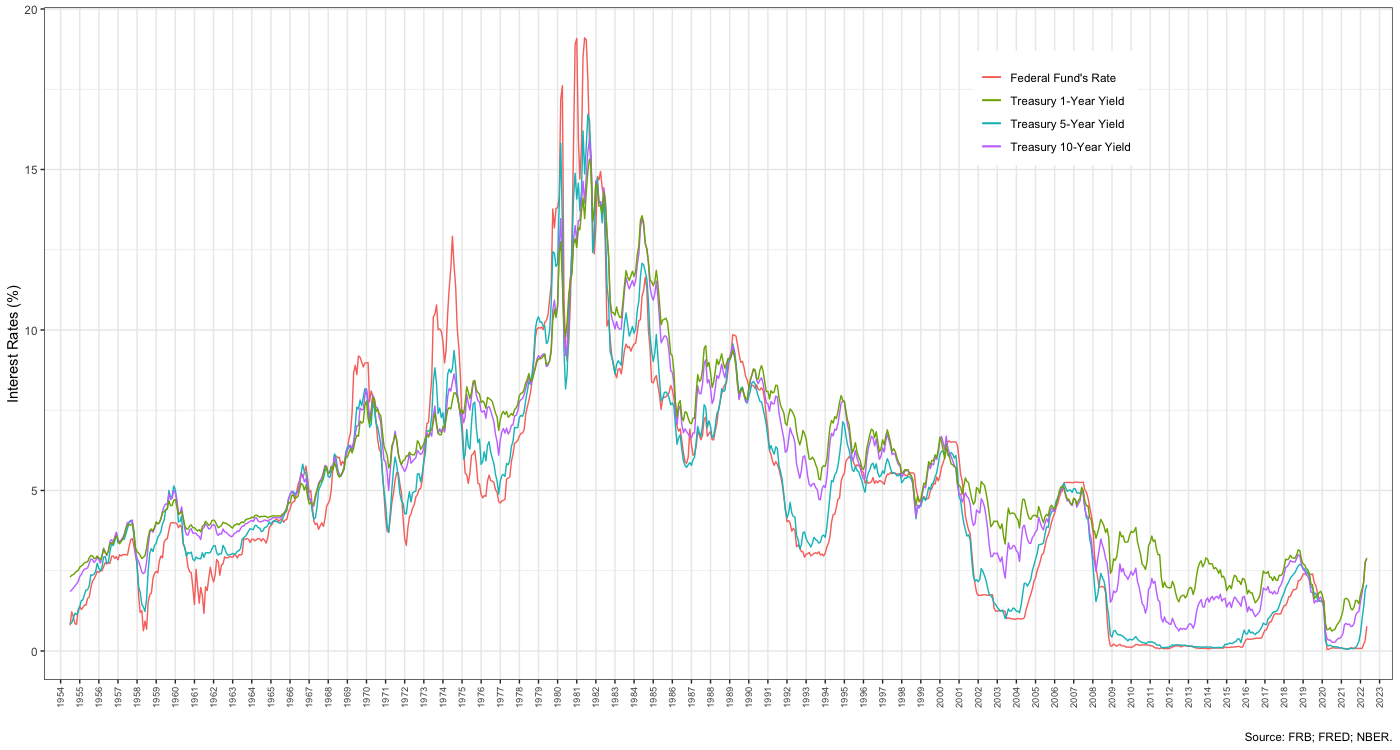 20
15
10
5
0
Interest Rates (%)
Federal Fund's Rate
Treasury 1-Year Yield
Treasury 5-Year Yield
Treasury 10-Year Yield
1954 1955 1956 1957 1958 1959 1960 1961 1962 1963 1964 1965 1966 1967 1968 1969 1970 1971 1972 1973 1974 1975 1976 1977 1978 1979 1980 1981 1982 1983 1984 1985 1986 1987 1988 1989 1990 1991 1992 1993 1994 1995 1996 1997 1998 1999 2000 2001 2002 2003 2004 2005 2006 2007 2008 2009 2010 2011 2012 2013 2014 2015 2016 2017 2018 2019 2020 2021 2022 2023
Source: FRB; FRED; NBER.